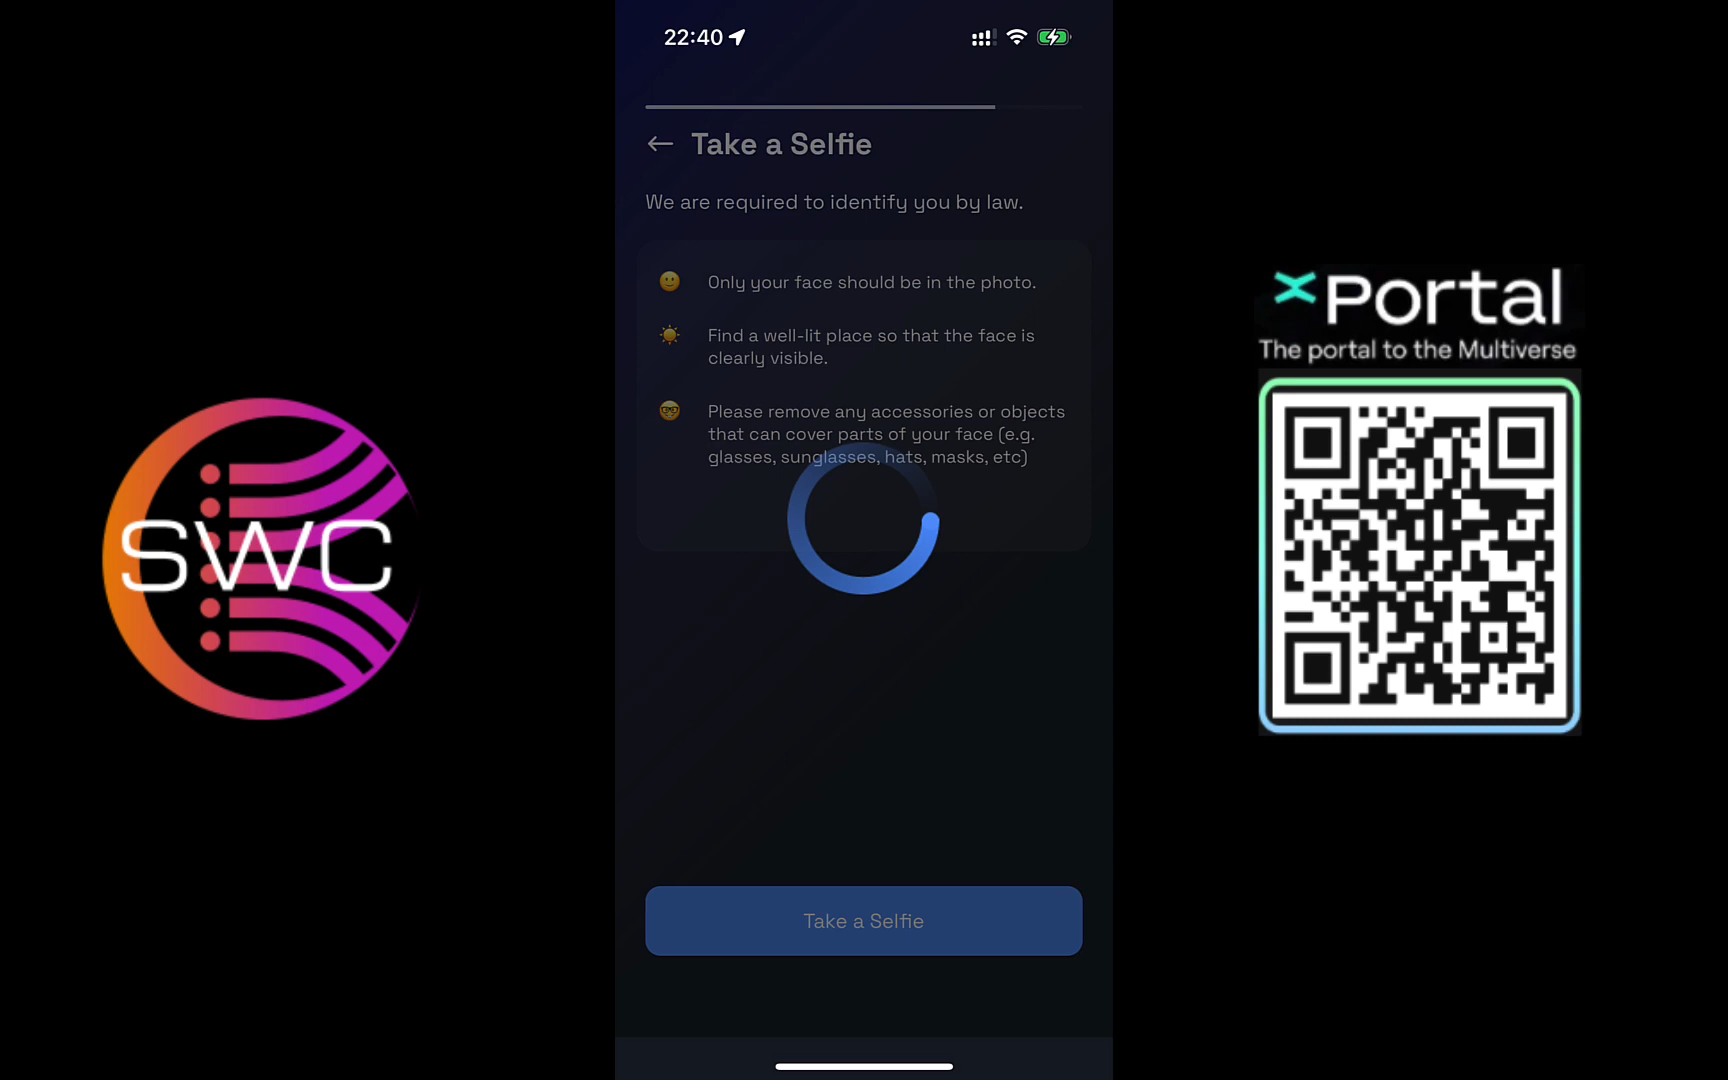 22:40
Take a Selfie
We are required to identify you by law.
Only your face should be in the photo.
Find a well-lit place so that the face is
clearly visible.
Please remove any accessories or objects
that can cover parts of your face (e.g.
glasses, sunglasses, hats, masks, etc)
Take a Selfie
SWC
xPortal
The portal to the Multiverse